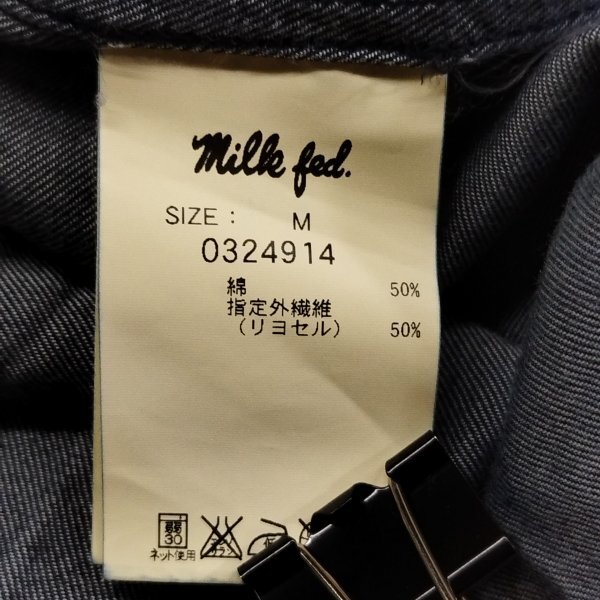 Milk fed.
SIZE : M
0324914
綿 50%
指定外繊維
(リヨセル) 50%
弱
30
ネット使用